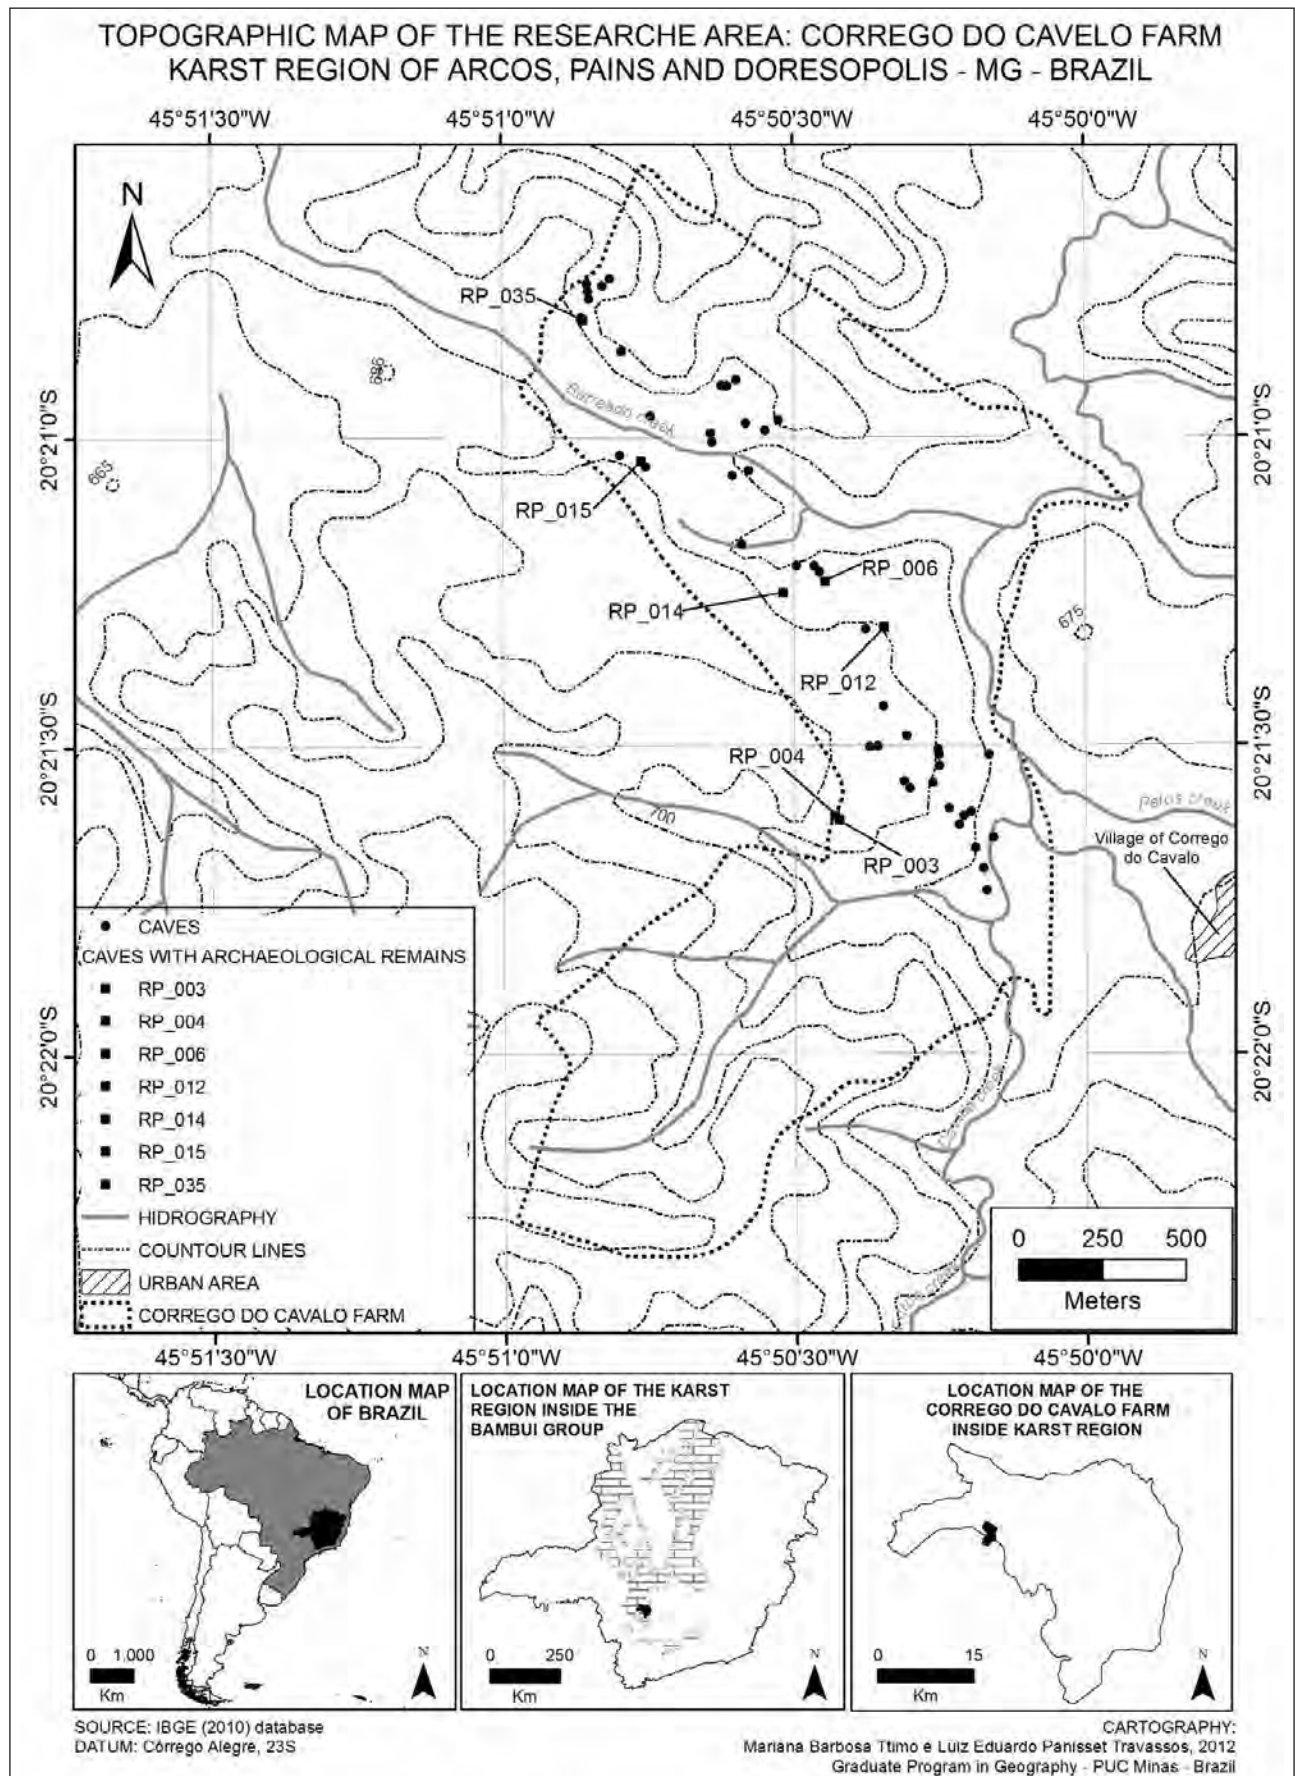 TOPOGRAPHIC MAP OF THE RESEARCHE AREA: CORREGO DO CAVELO FARM
KARST REGION OF ARCOS, PAINS AND DORESOPOLIS - MG - BRAZIL
45°51'30"W 45°51'0"W 45°50'30"W 45°50'0"W
N
RP_035
686
Barreado creek
20°21'0"S 20°21'0"S
665
RP_015
RP_006
RP_014
675
RP_012
20°21'30"S 20°21'30"S
RP_004
700
Patos creek
Village of Corrego
do Cavalo
RP_003
CAVES
CAVES WITH ARCHAEOLOGICAL REMAINS
RP_003
RP_004
RP_006
RP_012
RP_014
RP_015
RP_035
HIDROGRAPHY
COUNTOUR LINES
URBAN AREA
CORREGO DO CAVALO FARM
20°22'0"S 20°22'0"S
creek
0 250 500
Meters
45°51'30"W 45°51'0"W 45°50'30"W 45°50'0"W
LOCATION MAP
OF BRAZIL
0 1,000
Km
N
LOCATION MAP OF THE KARST
REGION INSIDE THE
BAMBUI GROUP
0 250
Km
N
LOCATION MAP OF THE
CORREGO DO CAVALO FARM
INSIDE KARST REGION
0 15
Km
N
SOURCE: IBGE (2010) database
DATUM: Córrego Alegre, 23S
CARTOGRAPHY:
Mariana Barbosa Ttimo e Luiz Eduardo Panisset Travassos, 2012
Graduate Program in Geography - PUC Minas - Brazil